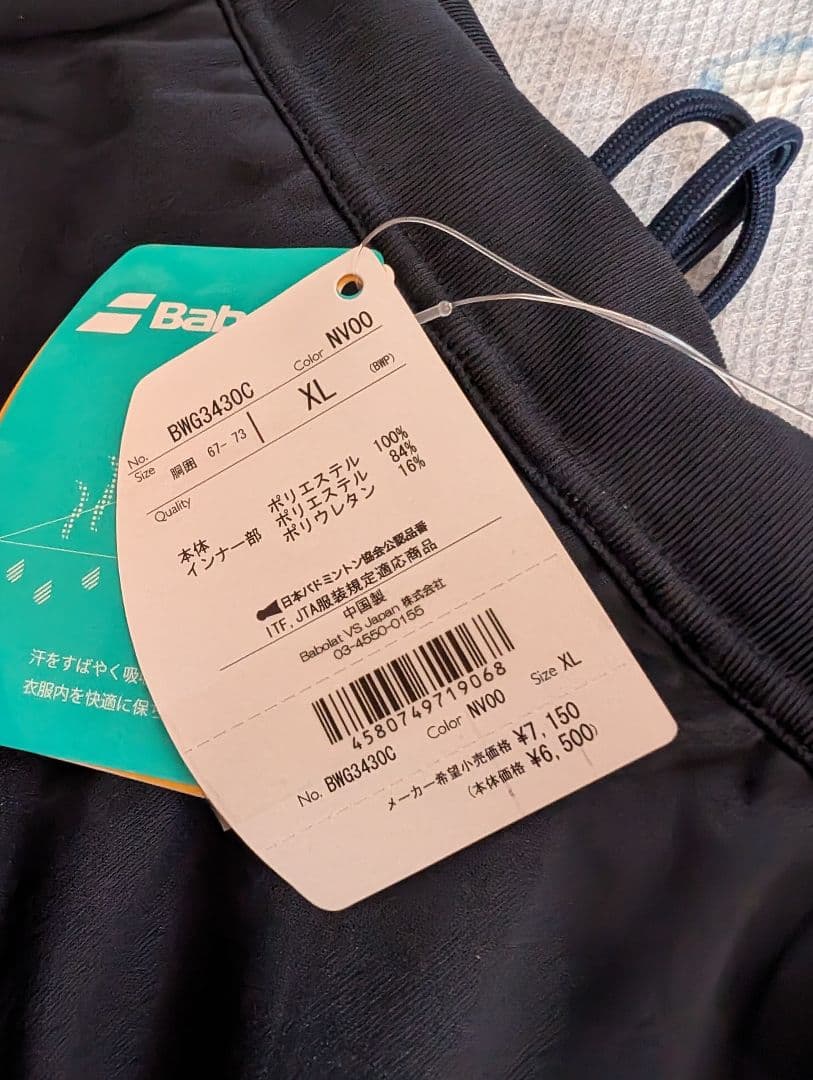 Bab
No. BWG3430C Color NV00
Size 胴囲 67-73 XL (BWP)
Quality
本体 ポリエステル 100%
インナー部 ポリエステル 84%
ポリウレタン 16%
日本バドミントン協会公認品番
ITF,JTA服装規定適応商品
中国製
Babolat VS Japan 株式会社
03-4550-0155
4580749719068
No. BWG3430C Color NV00 Size XL
メーカー希望小売価格 ¥7,150
(本体価格 ¥6,500)
汗をすばやく吸
衣服内を快適に保